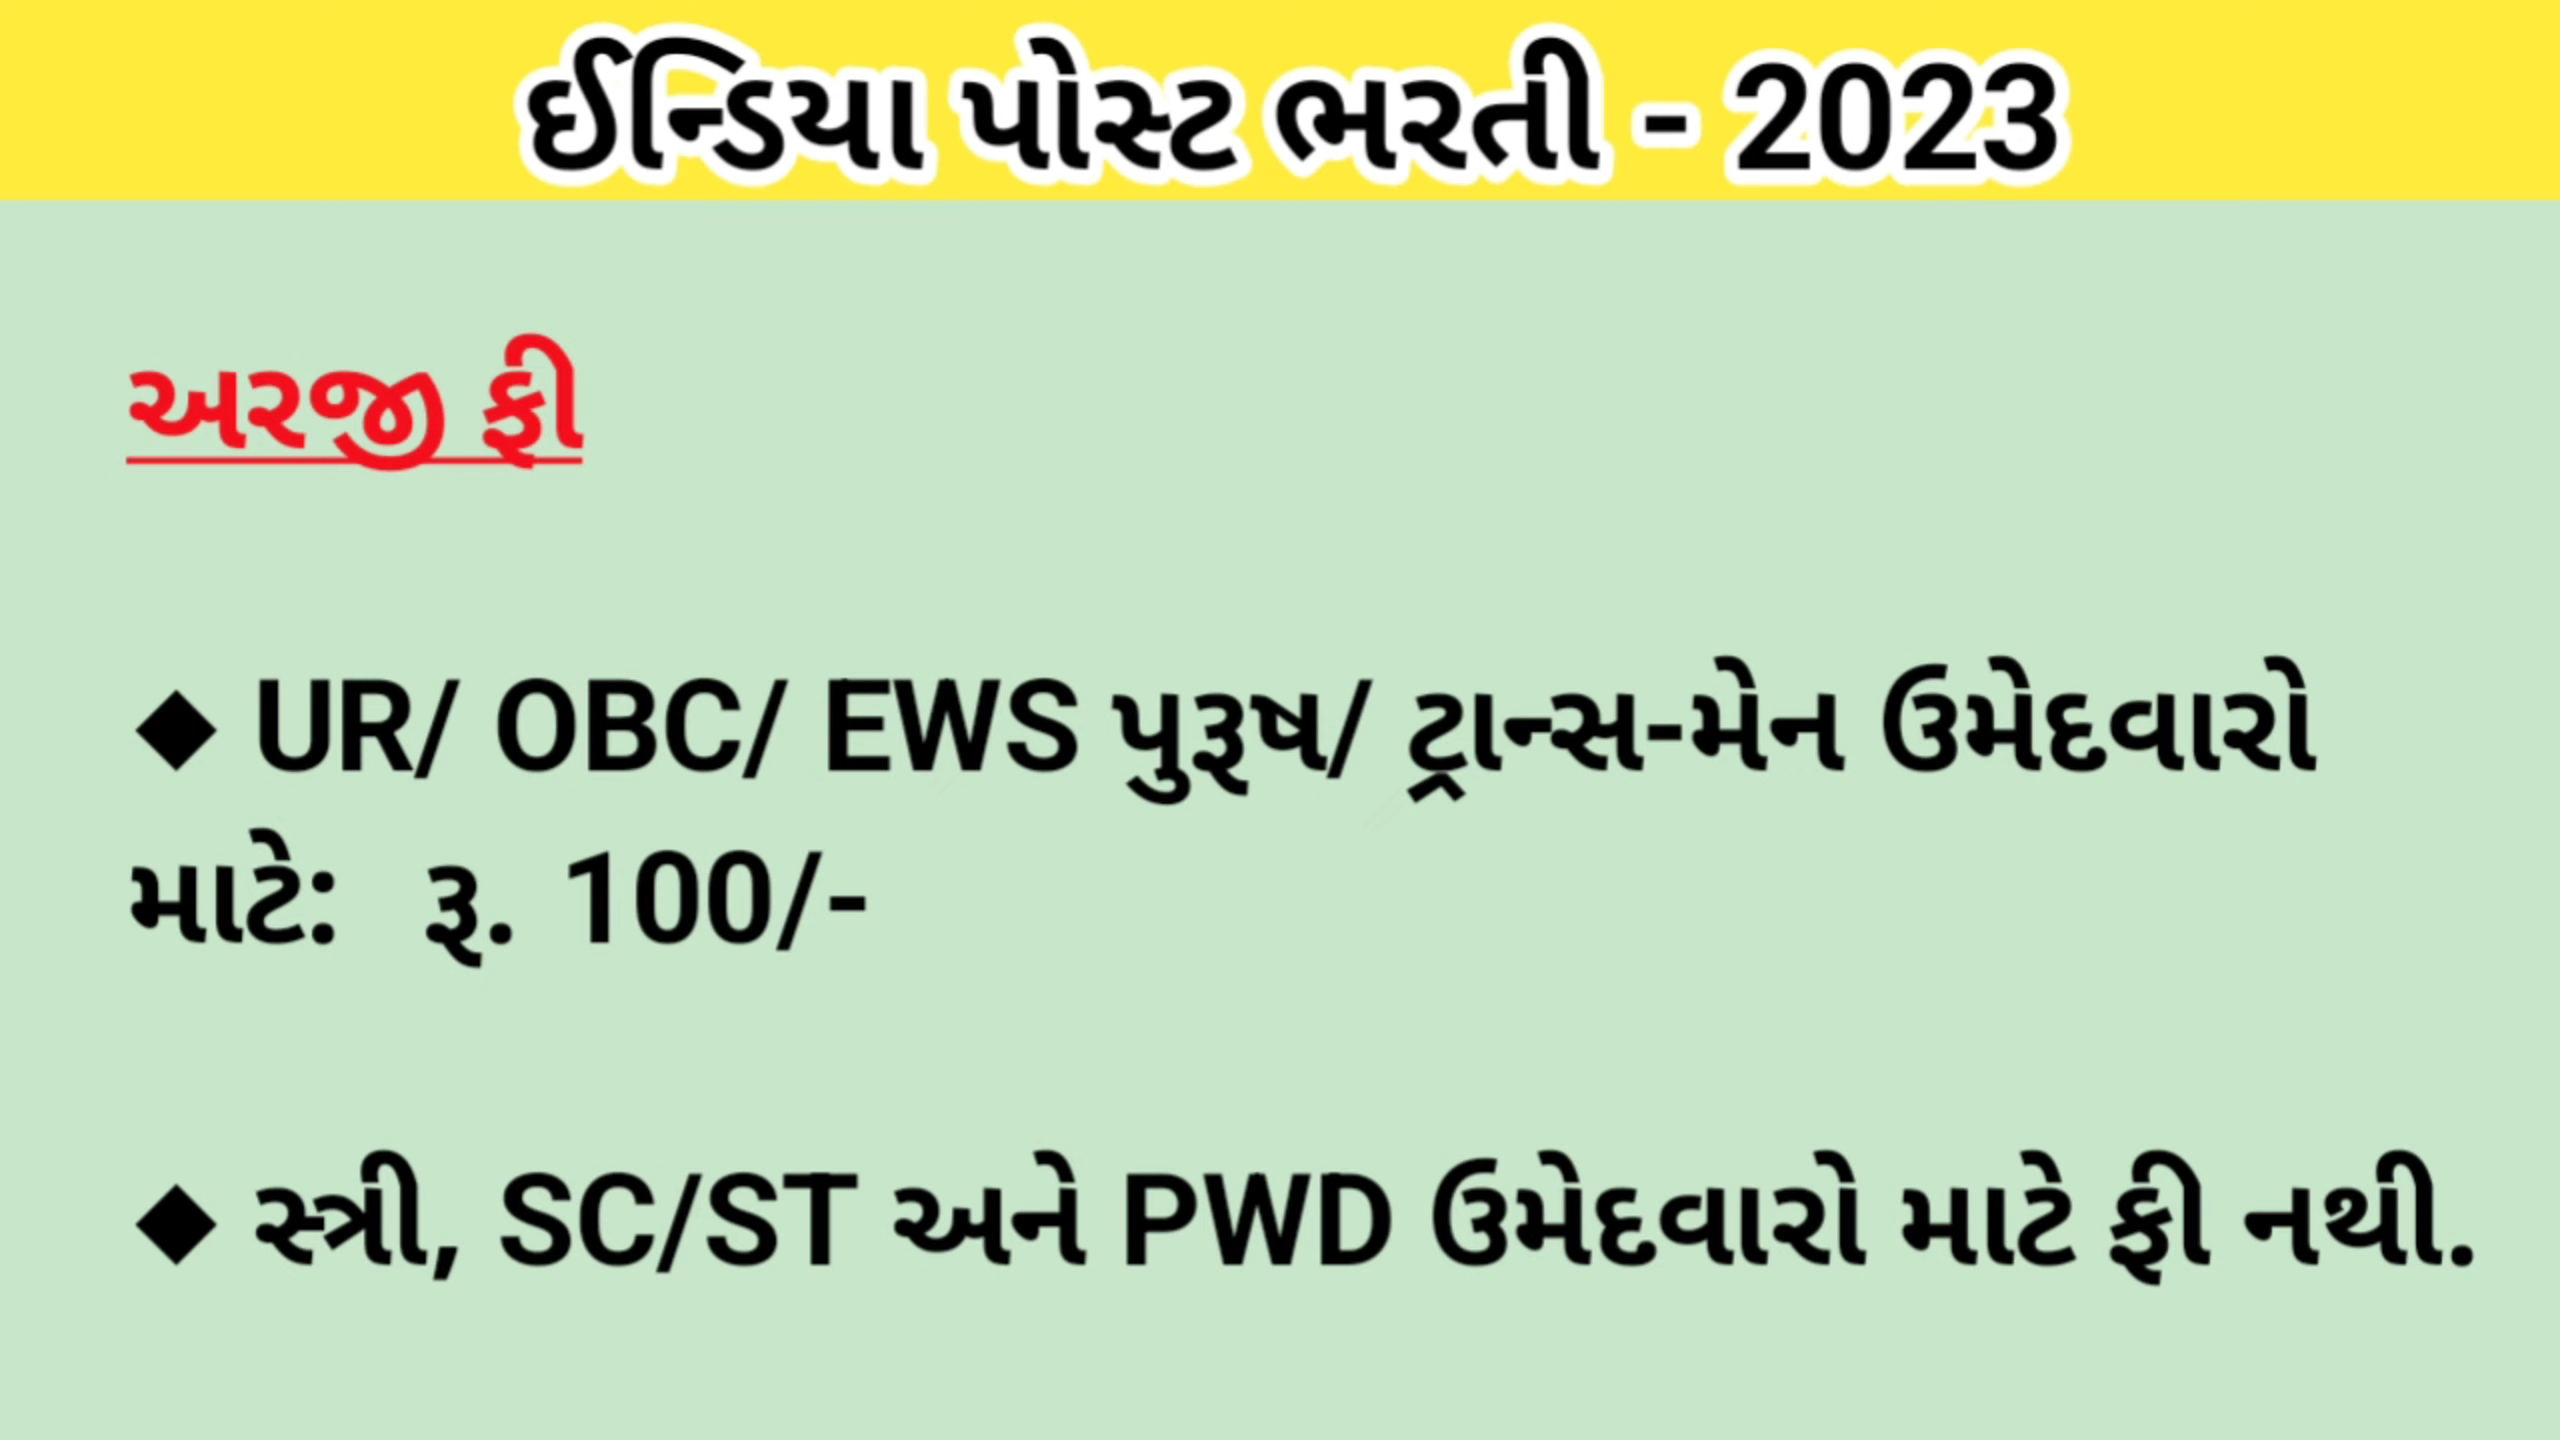 ઈન્ડિયા પોસ્ટ ભરતી - 2023
અરજી ફી
◆ UR/ OBC/ EWS પુરૂષ/ ટ્રાન્સ-મેન ઉમેદવારો
માટે: રૂ. 100/-
◆ સ્ત્રી, SC/ST અને PWD ઉમેદવારો માટે ફી નથી.